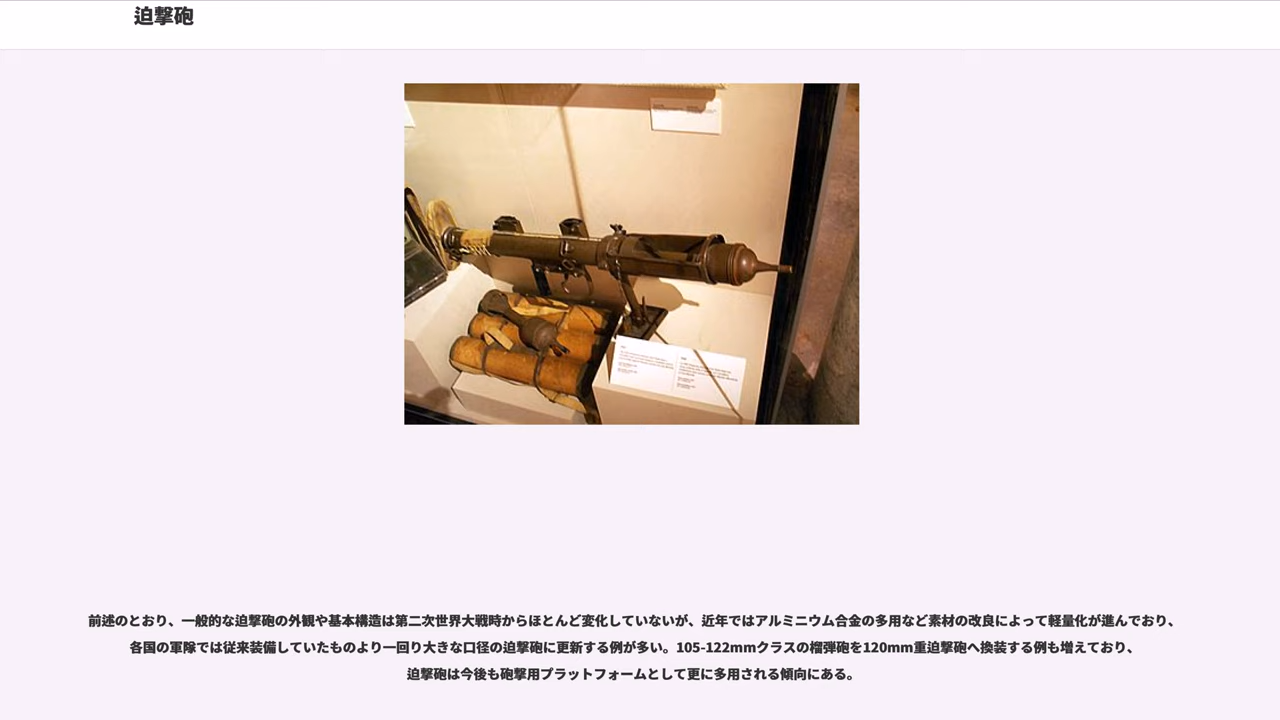 迫撃砲
前述のとおり、一般的な迫撃砲の外観や基本構造は第二次世界大戦時からほとんど変化していないが、近年ではアルミニウム合金の多用など素材の改良によって軽量化が進んでおり、
各国の軍隊では従来装備していたものより一回り大きな口径の迫撃砲に更新する例が多い。105-122mmクラスの榴弾砲を120mm重迫撃砲へ換装する例も増えており、
迫撃砲は今後も砲撃用プラットフォームとして更に多用される傾向にある。